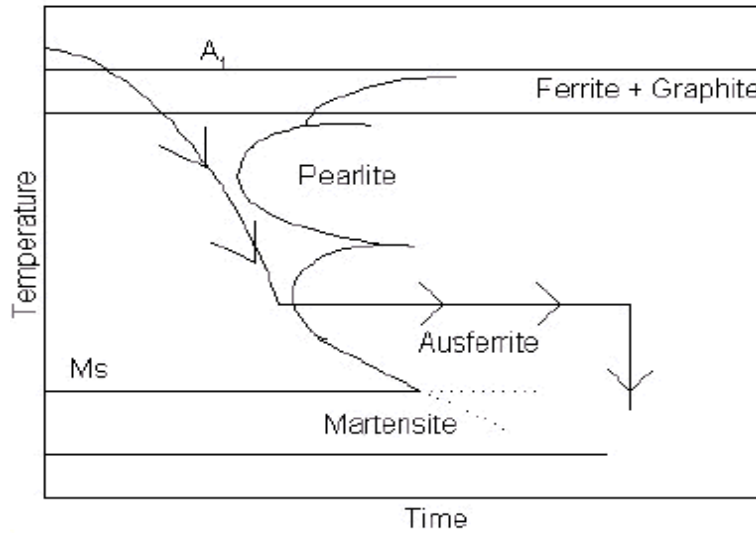 A1
Ferrite + Graphite
Pearlite
Temperature
Ausferrite
Ms
Martensite
Time